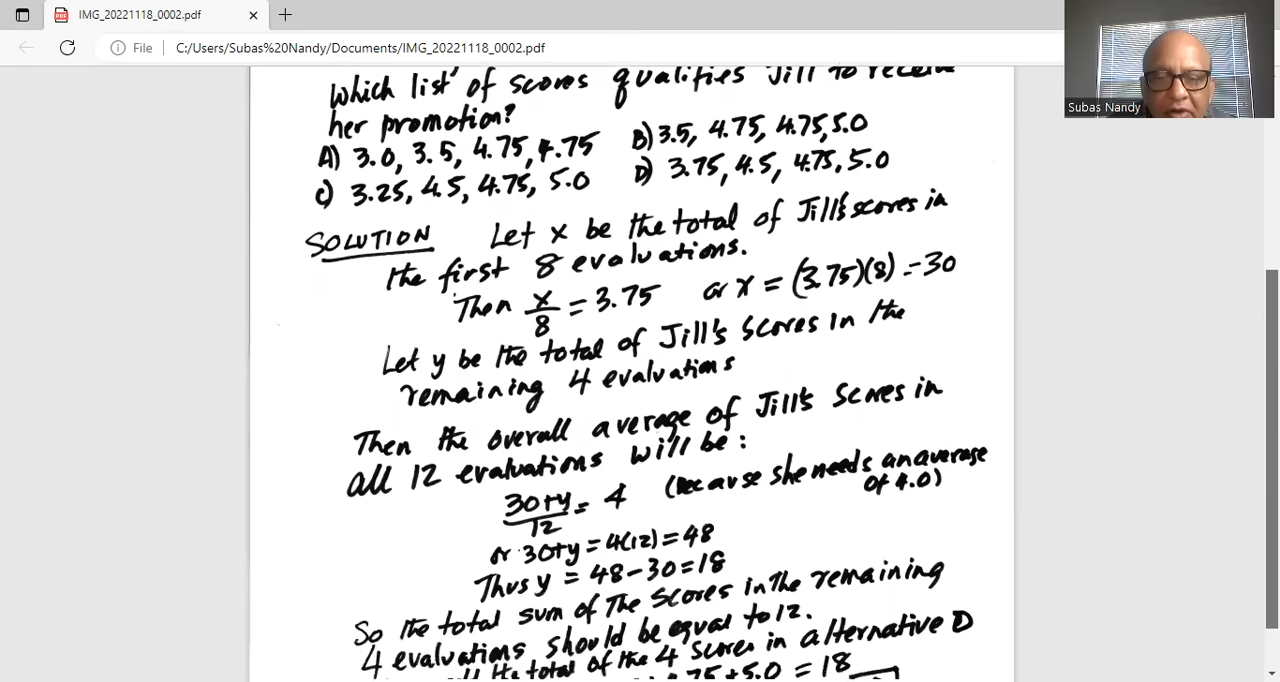 IMG_20221118_0002.pdf
File
C:/Users/Subas%20Nandy/Documents/IMG_20221118_0002.pdf
Subas Nandy
Which list of scores qualifies Jill to receive
her promotion?
A) 3.0, 3.5, 4.75, 4.75 B) 3.5, 4.75, 4.75, 5.0
C) 3.25, 4.5, 4.75, 5.0 D) 3.75, 4.5, 4.75, 5.0
SOLUTION Let x be the total of Jill's scores in
the first 8 evaluations.
Then x/8 = 3.75 or x = (3.75)(8) = 30
Let y be the total of Jill's scores in the
remaining 4 evaluations
Then the overall average of Jill's scores in
all 12 evaluations will be:
30+y/12 = 4 (Because she needs an average
of 4.0)
or 30+y = 4(12) = 48
Thus y = 48-30=18
So the total sum of the scores in the remaining
4 evaluations should be equal to 12.
the total of the 4 scores in alternative D
4.75+5.0 = 18